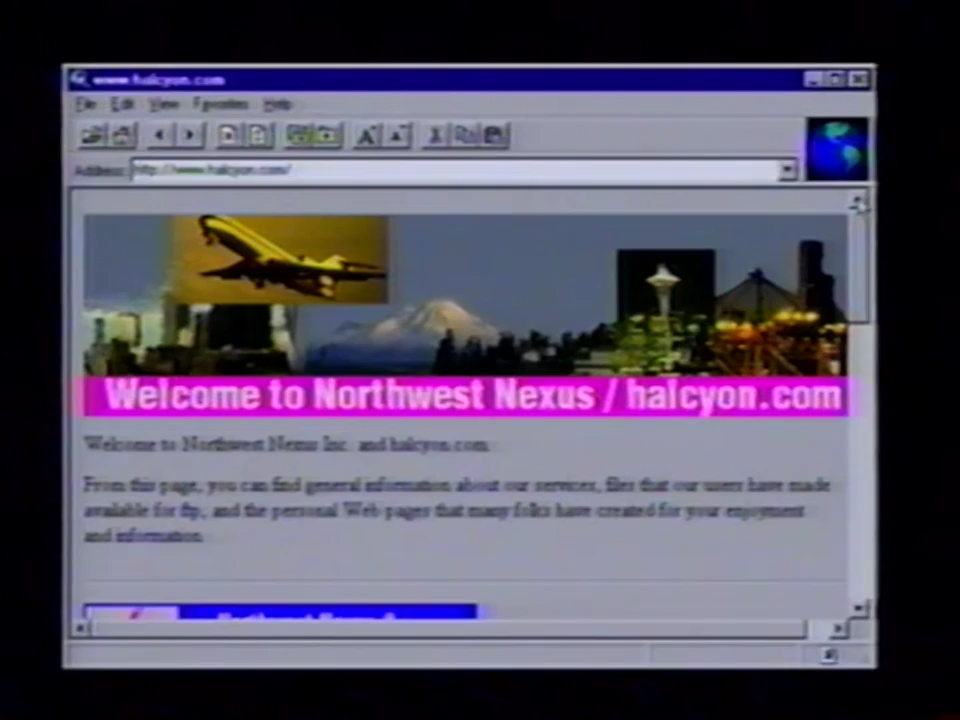 www.halcyon.com
File Edit View Favorites Help
Address: http://www.halcyon.com/
Welcome to Northwest Nexus / halcyon.com
Welcome to Northwest Nexus Inc. and halcyon.com.
From this page, you can find general information about our services, files that our users have made
available for ftp, and the personal Web pages that many folks have created for your enjoyment
and information.